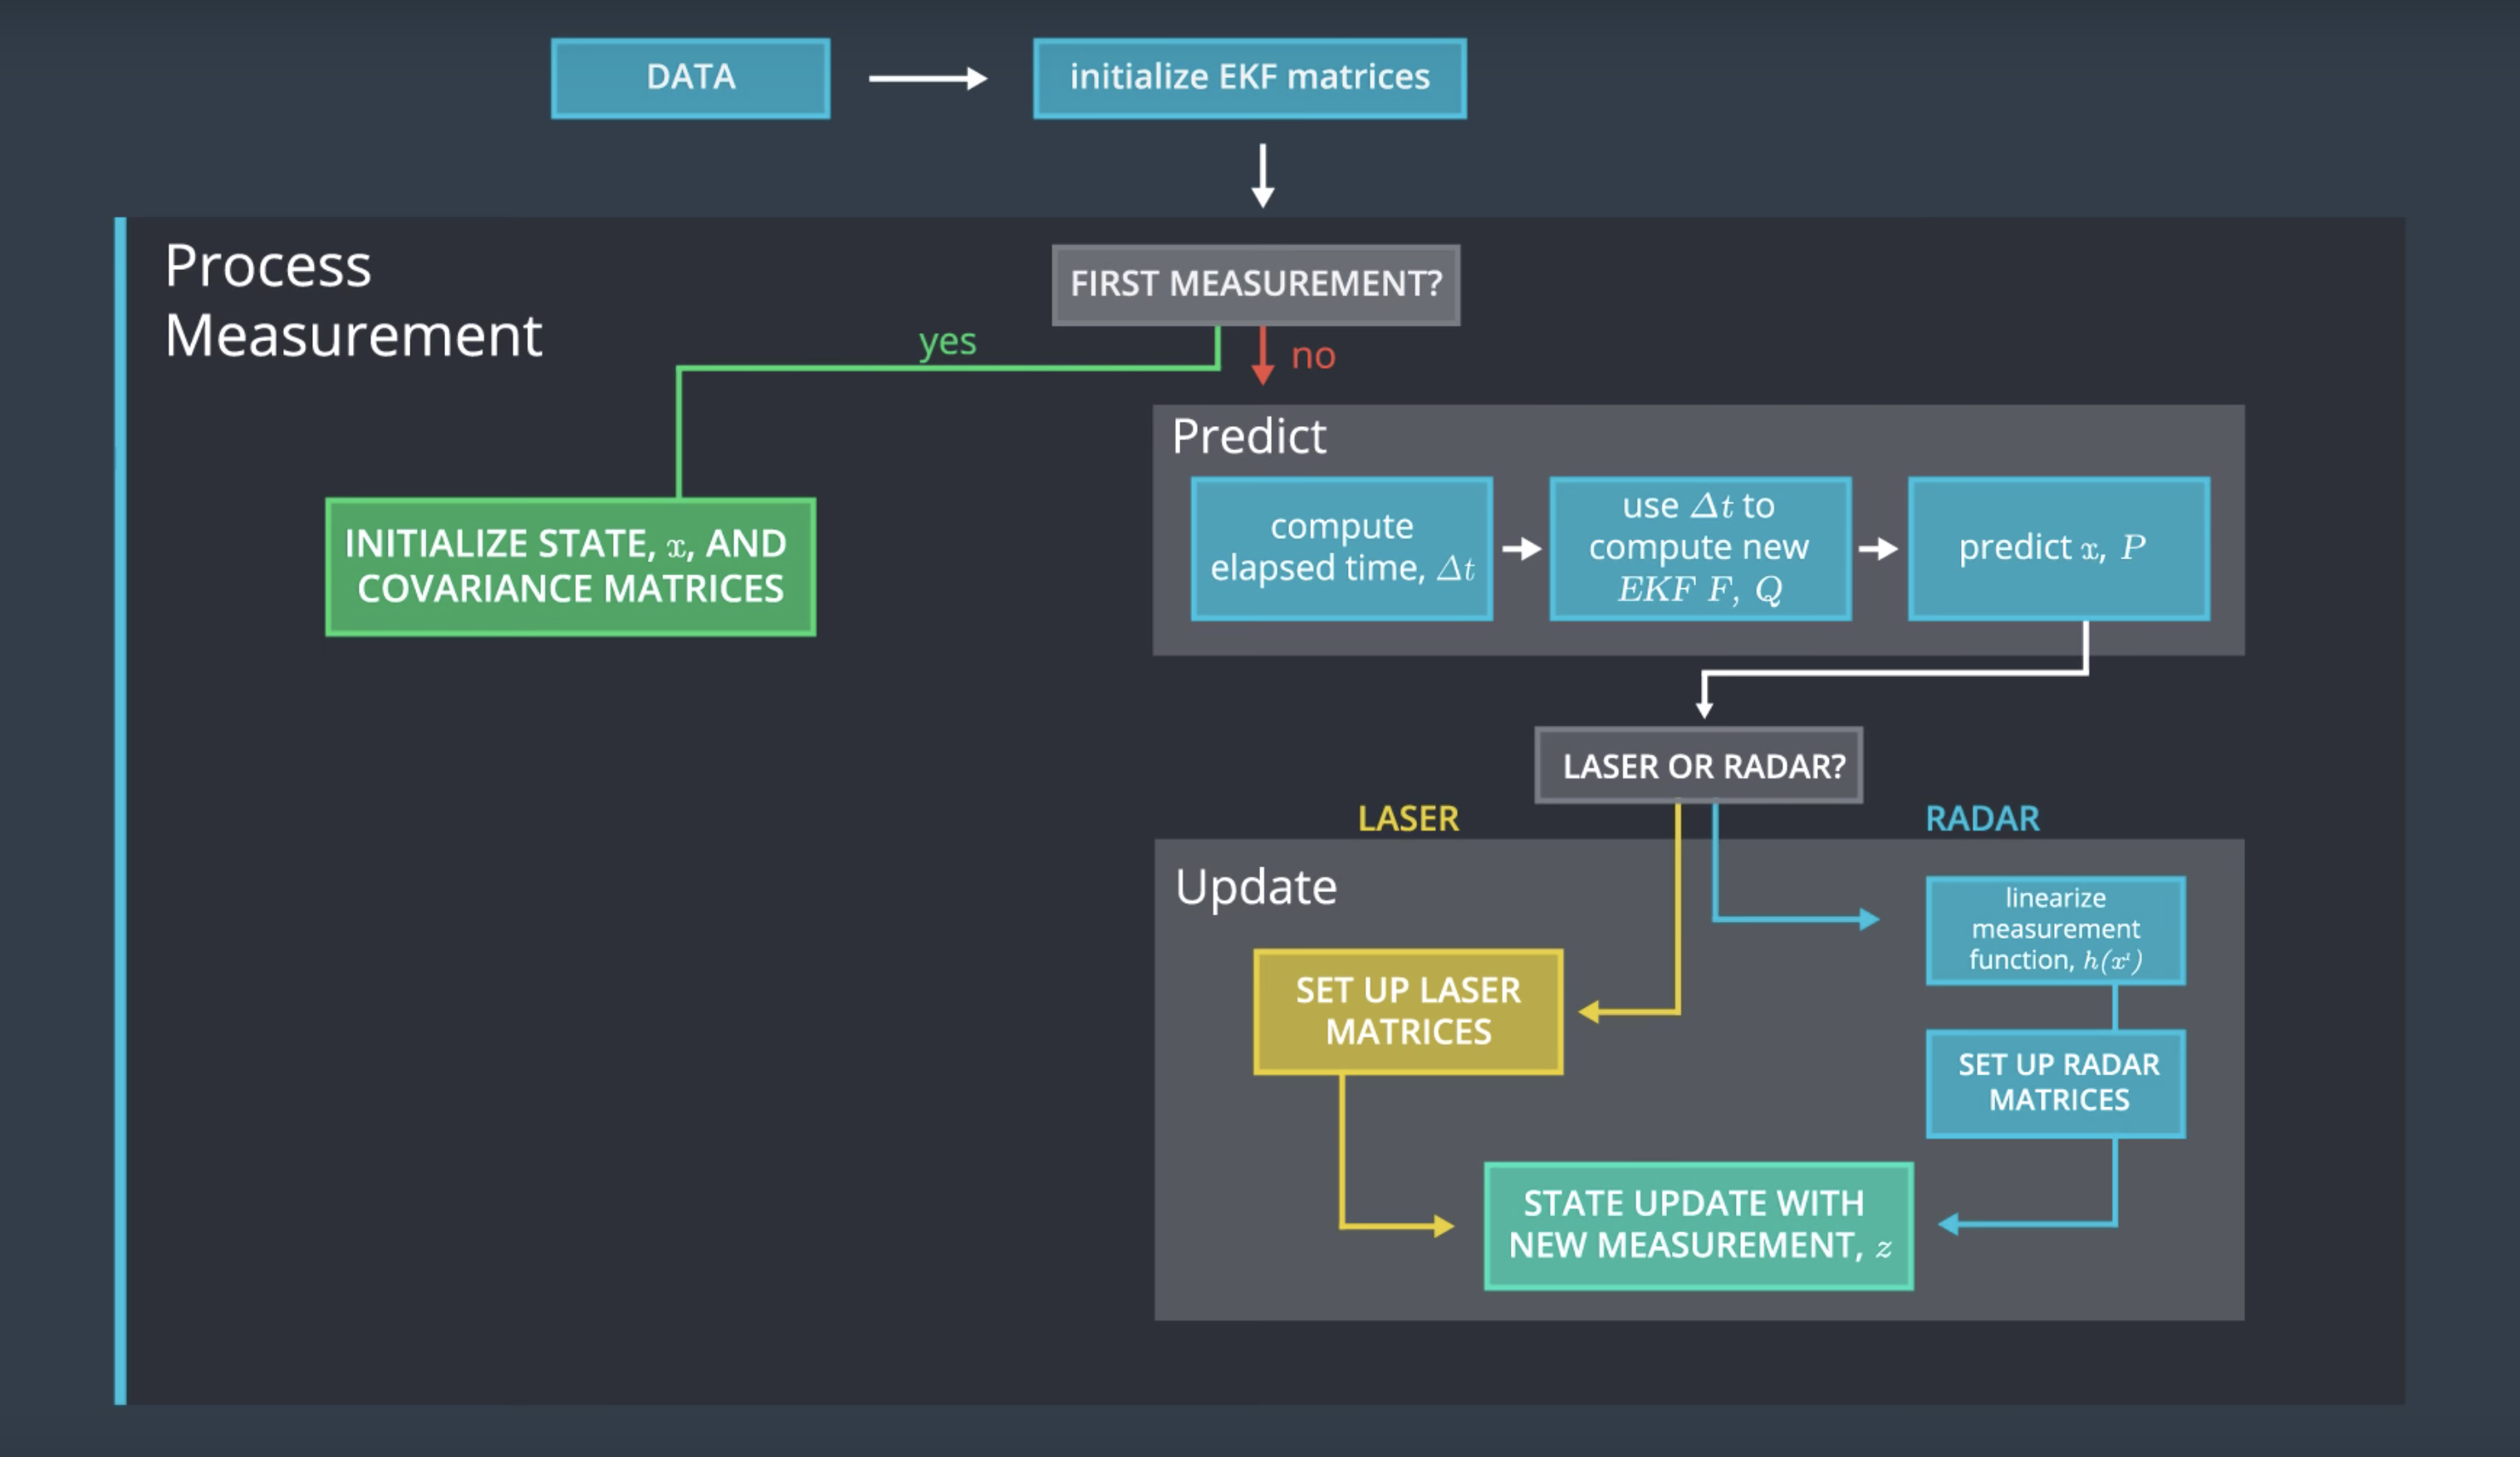 DATA
initialize EKF matrices
Process
Measurement
FIRST MEASUREMENT?
yes
no
Predict
compute
elapsed time, Δt
use Δt to
compute new
EKF F, Q
predict x, P
INITIALIZE STATE, x, AND
COVARIANCE MATRICES
LASER OR RADAR?
LASER
RADAR
Update
linearize
measurement
function, h(x')
SET UP LASER
MATRICES
SET UP RADAR
MATRICES
STATE UPDATE WITH
NEW MEASUREMENT, z